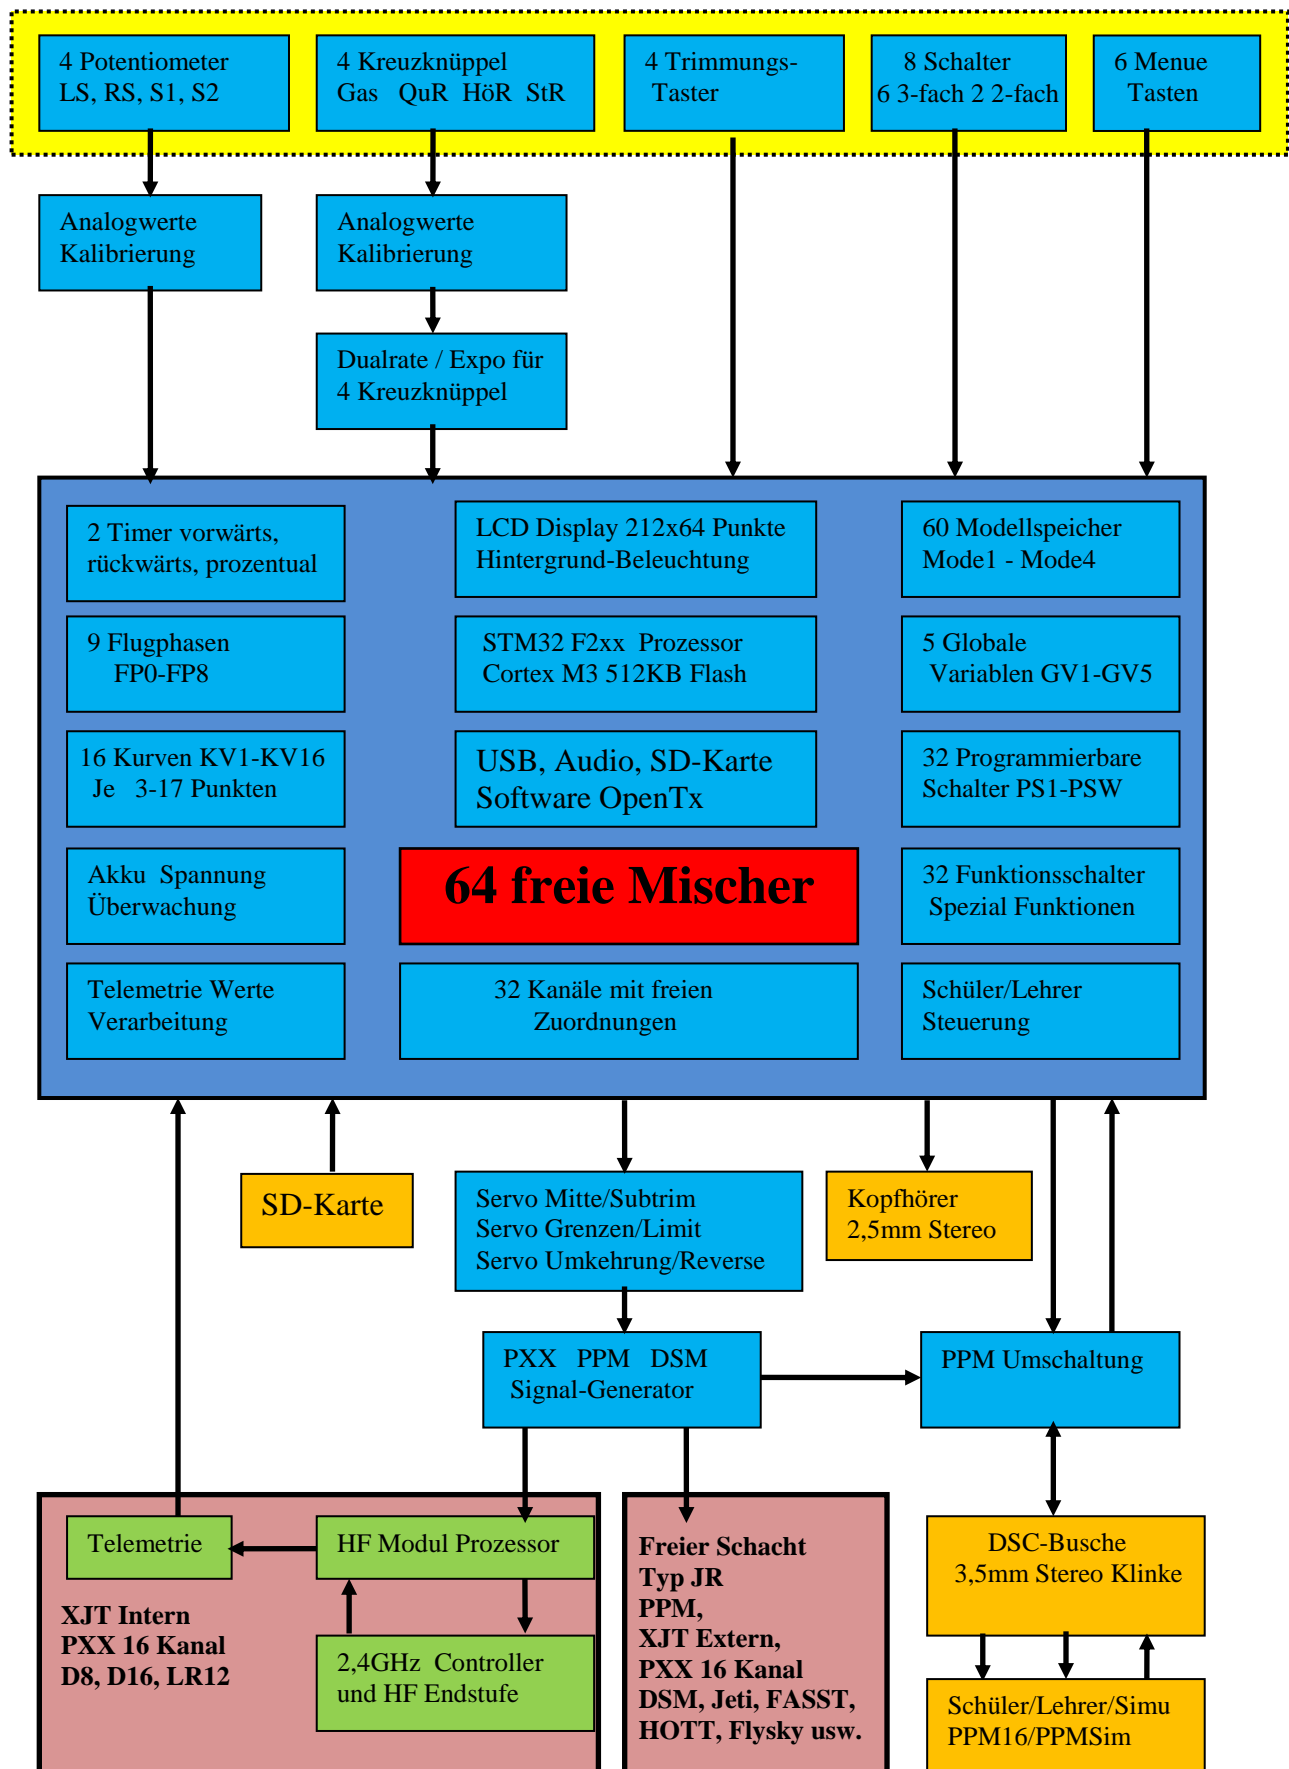 4 Potentiometer
LS, RS, S1, S2
4 Kreuzknüppel
Gas QuR HöR StR
4 Trimmungs-
Taster
8 Schalter
6 3-fach 2 2-fach
6 Menue
Tasten
Analogwerte
Kalibrierung
Analogwerte
Kalibrierung
Dualrate / Expo für
4 Kreuzknüppel
2 Timer vorwärts,
rückwärts, prozentual
LCD Display 212x64 Punkte
Hintergrund-Beleuchtung
60 Modellspeicher
Mode1 - Mode4
9 Flugphasen
FP0-FP8
STM32 F2xx Prozessor
Cortex M3 512KB Flash
5 Globale
Variablen GV1-GV5
16 Kurven KV1-KV16
Je 3-17 Punkten
USB, Audio, SD-Karte
Software OpenTx
32 Programmierbare
Schalter PS1-PSW
Akku Spannung
Überwachung
64 freie Mischer
32 Funktionsschalter
Spezial Funktionen
Telemetrie Werte
Verarbeitung
32 Kanäle mit freien
Zuordnungen
Schüler/Lehrer
Steuerung
SD-Karte
Servo Mitte/Subtrim
Servo Grenzen/Limit
Servo Umkehrung/Reverse
Kopfhörer
2,5mm Stereo
PXX PPM DSM
Signal-Generator
PPM Umschaltung
Telemetrie
HF Modul Prozessor
XJT Intern
PXX 16 Kanal
D8, D16, LR12
2,4GHz Controller
und HF Endstufe
Freier Schacht
Typ JR
PPM,
XJT Extern,
PXX 16 Kanal
DSM, Jeti, FASST,
HOTT, Flysky usw.
DSC-Busche
3,5mm Stereo Klinke
Schüler/Lehrer/Simu
PPM16/PPMSim